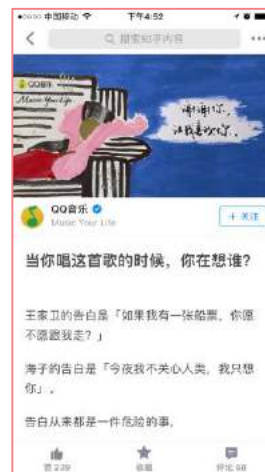 中国移动
下午4:52
搜索知乎内容
QQ音乐
Music Your Life
谢谢你，
让我喜欢你。
QQ音乐
Music Your Life
+ 关注
当你唱这首歌的时候，你在想谁？
王家卫的告白是「如果我有一张船票，你愿
不愿跟我走？」
海子的告白是「今夜我不关心人类，我只想
你」。
告白从来都是一件危险的事，
赞 229
收藏
评论 68